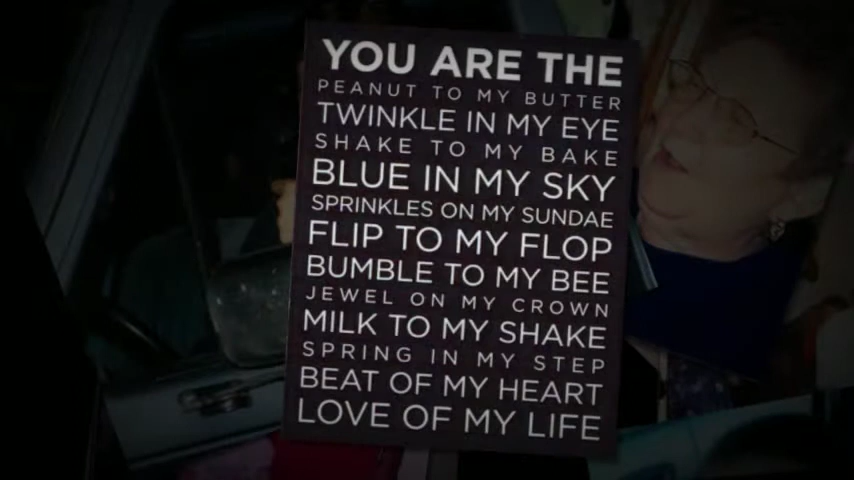 YOU ARE THE
PEANUT TO MY BUTTER
TWINKLE IN MY EYE
SHAKE TO MY BAKE
BLUE IN MY SKY
SPRINKLES ON MY SUNDAE
FLIP TO MY FLOP
BUMBLE TO MY BEE
JEWEL ON MY CROWN
MILK TO MY SHAKE
SPRING IN MY STEP
BEAT OF MY HEART
LOVE OF MY LIFE